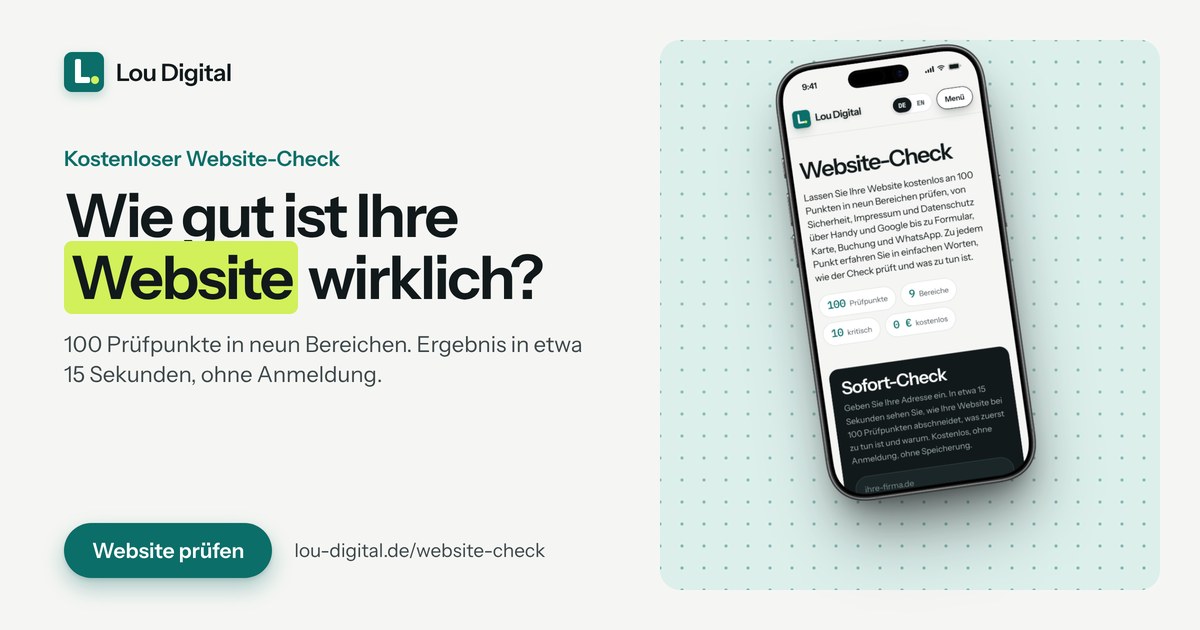 L.
Lou Digital
Kostenloser Website-Check
Wie gut ist Ihre
Website wirklich?
100 Prüfpunkte in neun Bereichen. Ergebnis in etwa
15 Sekunden, ohne Anmeldung.
Website prüfen
lou-digital.de/website-check
9:41
L.
Lou Digital
DE
EN
Menü
Website-Check
Lassen Sie Ihre Website kostenlos an 100
Punkten in neun Bereichen prüfen, von
Sicherheit, Impressum und Datenschutz
über Handy und Google bis zu Formular,
Karte, Buchung und WhatsApp. Zu jedem
Punkt erfahren Sie in einfachen Worten,
wie der Check prüft und was zu tun ist.
100 Prüfpunkte
9 Bereiche
10 kritisch
0 € kostenlos
Sofort-Check
Geben Sie Ihre Adresse ein. In etwa 15
Sekunden sehen Sie, wie Ihre Website bei
100 Prüfpunkten abschneidet, was zuerst
zu tun ist und warum. Kostenlos, ohne
Anmeldung, ohne Speicherung.
ihre-firma.de